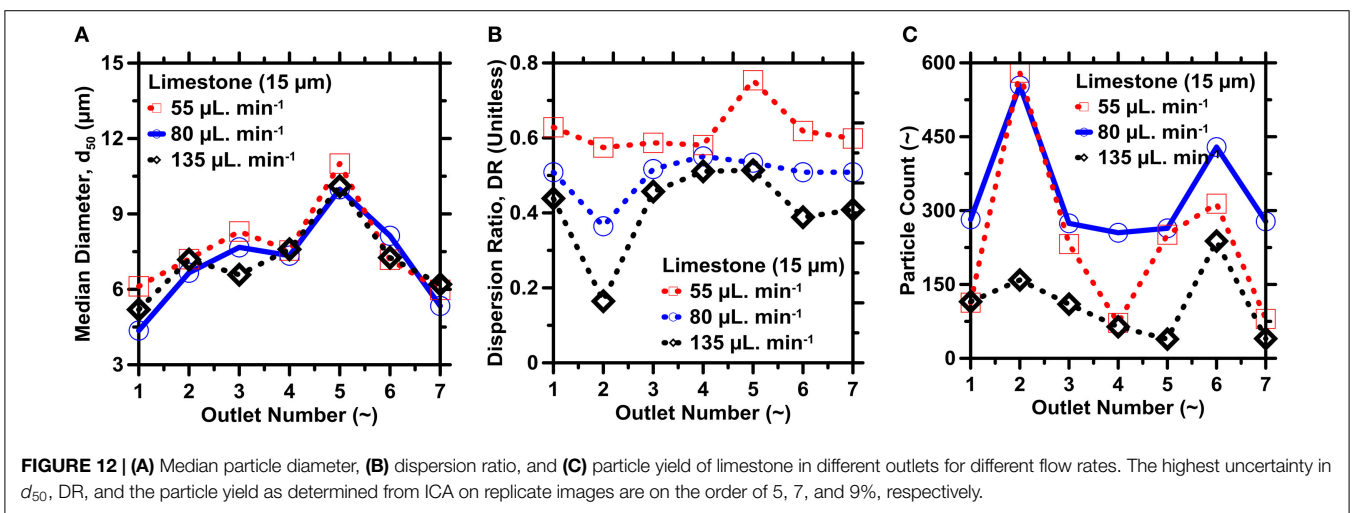 A
15
12
9
6
3
Median Diameter, d50 (µm)
Limestone (15 µm)
55 µL. min-1
80 µL. min-1
135 µL. min-1
1 2 3 4 5 6 7
Outlet Number (~)
B
0.8
0.6
0.4
0.2
0
Dispersion Ratio, DR (Unitless)
Limestone (15 µm)
55 µL. min-1
80 µL. min-1
135 µL. min-1
1 2 3 4 5 6 7
Outlet Number (~)
C
600
450
300
150
0
Particle Count (~)
Limestone (15 µm)
55 µL. min-1
80 µL. min-1
135 µL. min-1
1 2 3 4 5 6 7
Outlet Number (~)
FIGURE 12 | (A) Median particle diameter, (B) dispersion ratio, and (C) particle yield of limestone in different outlets for different flow rates. The highest uncertainty in
d50, DR, and the particle yield as determined from ICA on replicate images are on the order of 5, 7, and 9%, respectively.